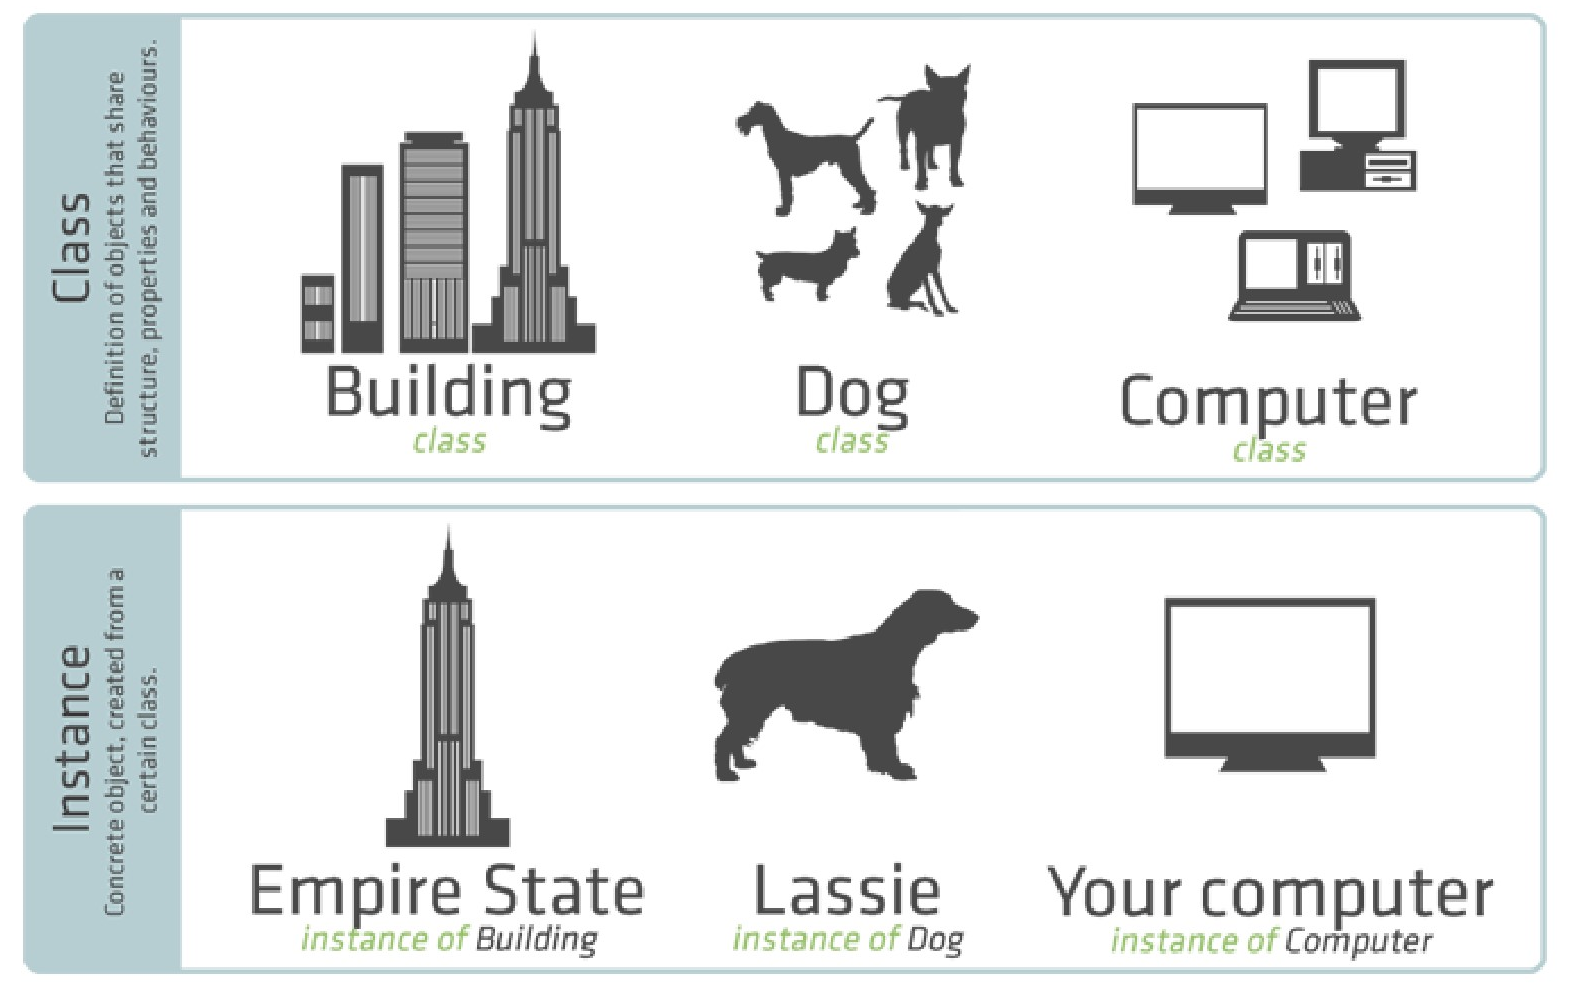 Class
Definition of objects that share
structure, properties and behaviours.
Building
class
Dog
class
Computer
class
Instance
Concrete object, created from a
certain class.
Empire State
instance of Building
Lassie
instance of Dog
Your computer
instance of Computer